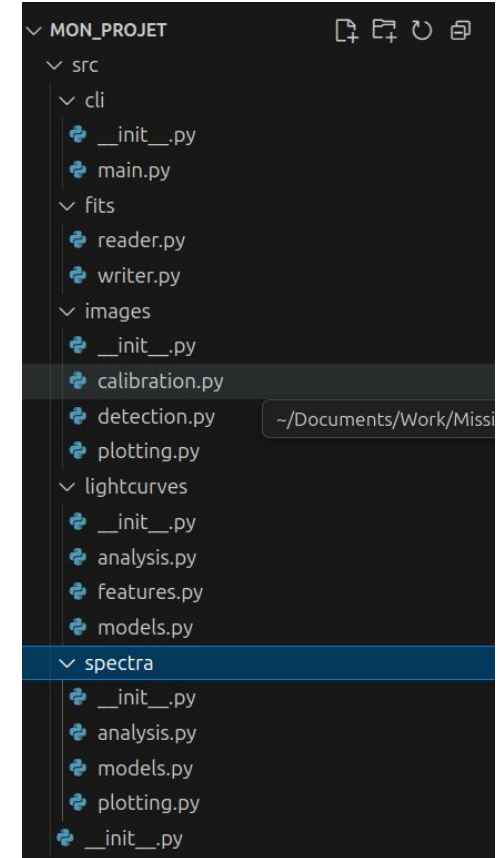 MON_PROJET
src
cli
__init__.py
main.py
fits
reader.py
writer.py
images
__init__.py
calibration.py
detection.py
~/Documents/Work/Missi
plotting.py
lightcurves
__init__.py
analysis.py
features.py
models.py
spectra
__init__.py
analysis.py
models.py
plotting.py
__init__.py